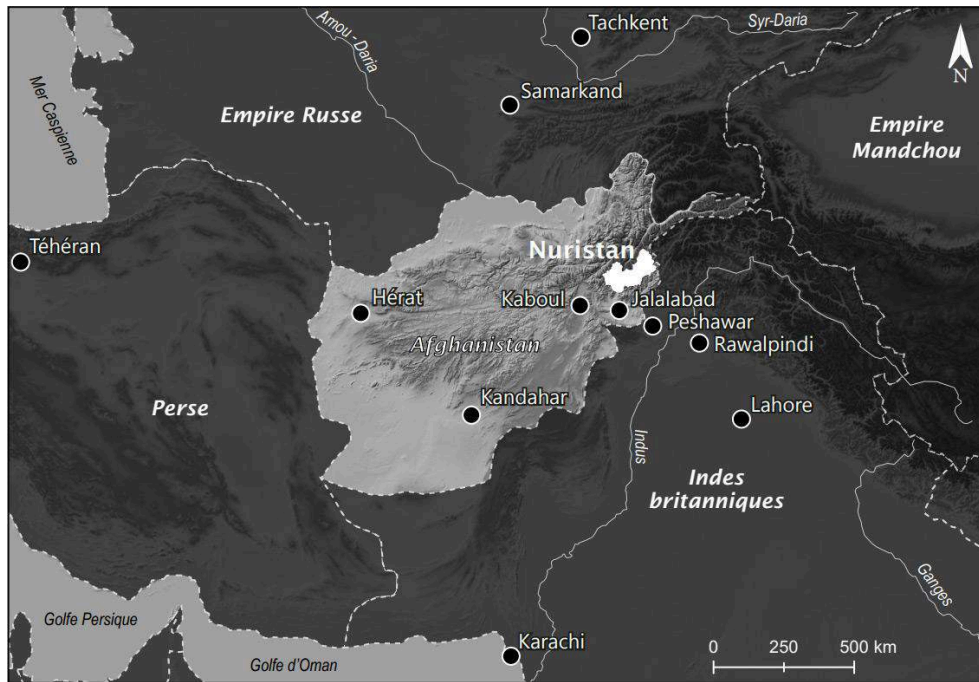 Tachkent
Syr-Daria
Amou - Daria
N
Samarkand
Mer Caspienne
Empire Russe
Empire
Mandchou
Téhéran
Nuristan
Hérat
Kaboul
Jalalabad
Peshawar
Afghanistan
Rawalpindi
Kandahar
Perse
Lahore
Indus
Indes
britanniques
Ganges
Golfe Persique
Karachi
Golfe d'Oman
0 250 500 km